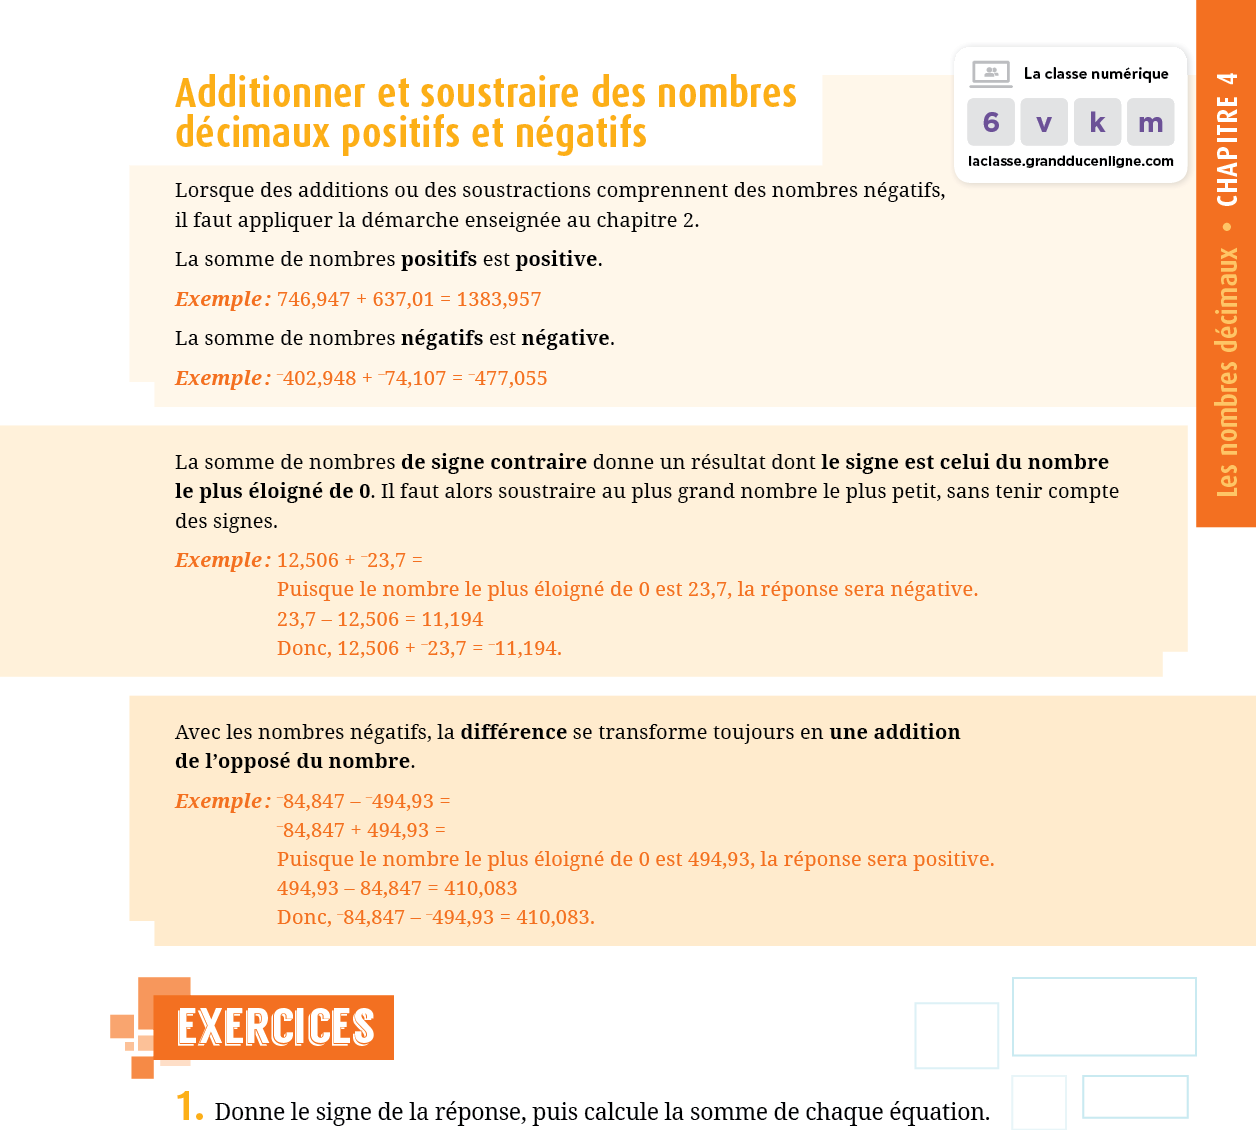 Additionner et soustraire des nombres
décimaux positifs et négatifs
La classe numérique
6 v k m
laclasse.grandducenligne.com
Les nombres décimaux • CHAPITRE 4
Lorsque des additions ou des soustractions comprennent des nombres négatifs,
il faut appliquer la démarche enseignée au chapitre 2.
La somme de nombres positifs est positive.
Exemple : 746,947 + 637,01 = 1383,957
La somme de nombres négatifs est négative.
Exemple : ⁻402,948 + ⁻74,107 = ⁻477,055
La somme de nombres de signe contraire donne un résultat dont le signe est celui du nombre
le plus éloigné de 0. Il faut alors soustraire au plus grand nombre le plus petit, sans tenir compte
des signes.
Exemple : 12,506 + ⁻23,7 =
Puisque le nombre le plus éloigné de 0 est 23,7, la réponse sera négative.
23,7 – 12,506 = 11,194
Donc, 12,506 + ⁻23,7 = ⁻11,194.
Avec les nombres négatifs, la différence se transforme toujours en une addition
de l’opposé du nombre.
Exemple : ⁻84,847 – ⁻494,93 =
⁻84,847 + 494,93 =
Puisque le nombre le plus éloigné de 0 est 494,93, la réponse sera positive.
494,93 – 84,847 = 410,083
Donc, ⁻84,847 – ⁻494,93 = 410,083.
EXERCICES
1. Donne le signe de la réponse, puis calcule la somme de chaque équation.